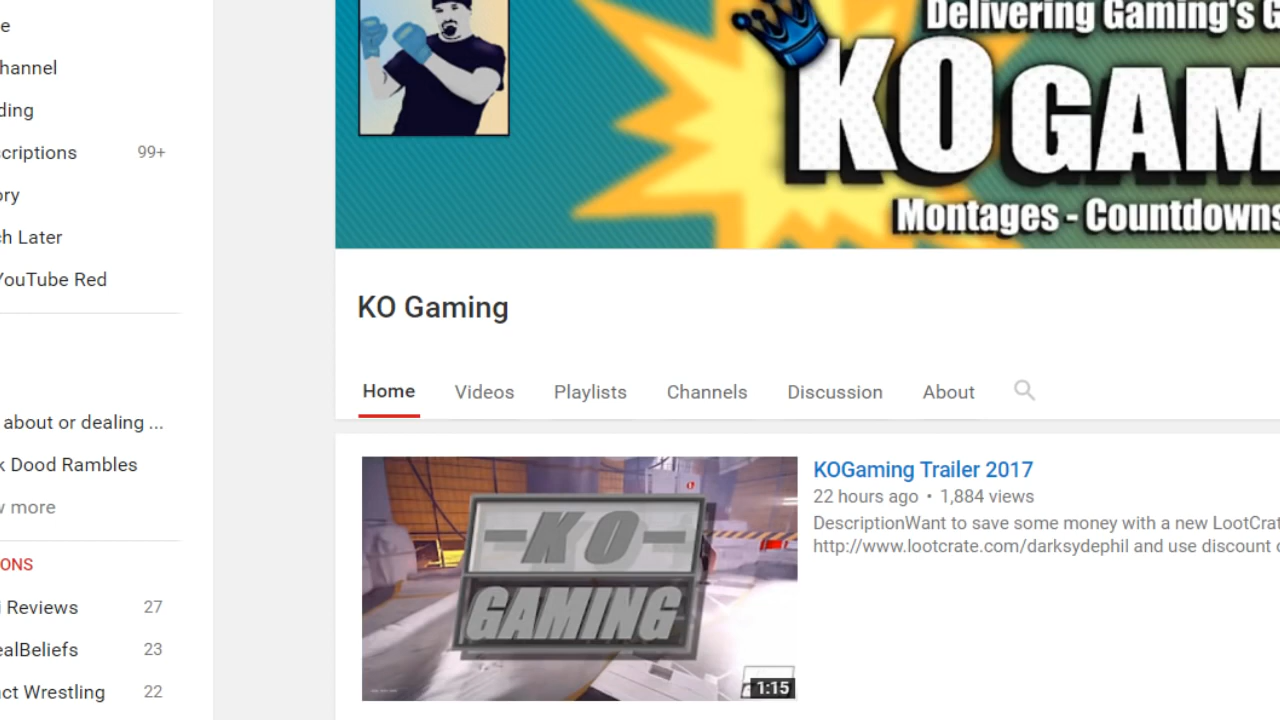 e
hannel
ding
criptions 99+
ory
ch Later
YouTube Red
about or dealing ...
k Dood Rambles
w more
ONS
i Reviews 27
ealBeliefs 23
ct Wrestling 22
Delivering Gaming's G
KO GAM
Montages - Countdowns
KO Gaming
Home Videos Playlists Channels Discussion About
KOGaming Trailer 2017
22 hours ago • 1,884 views
DescriptionWant to save some money with a new LootCrat
http://www.lootcrate.com/darksydephil and use discount c
-KO-
GAMING
1:15